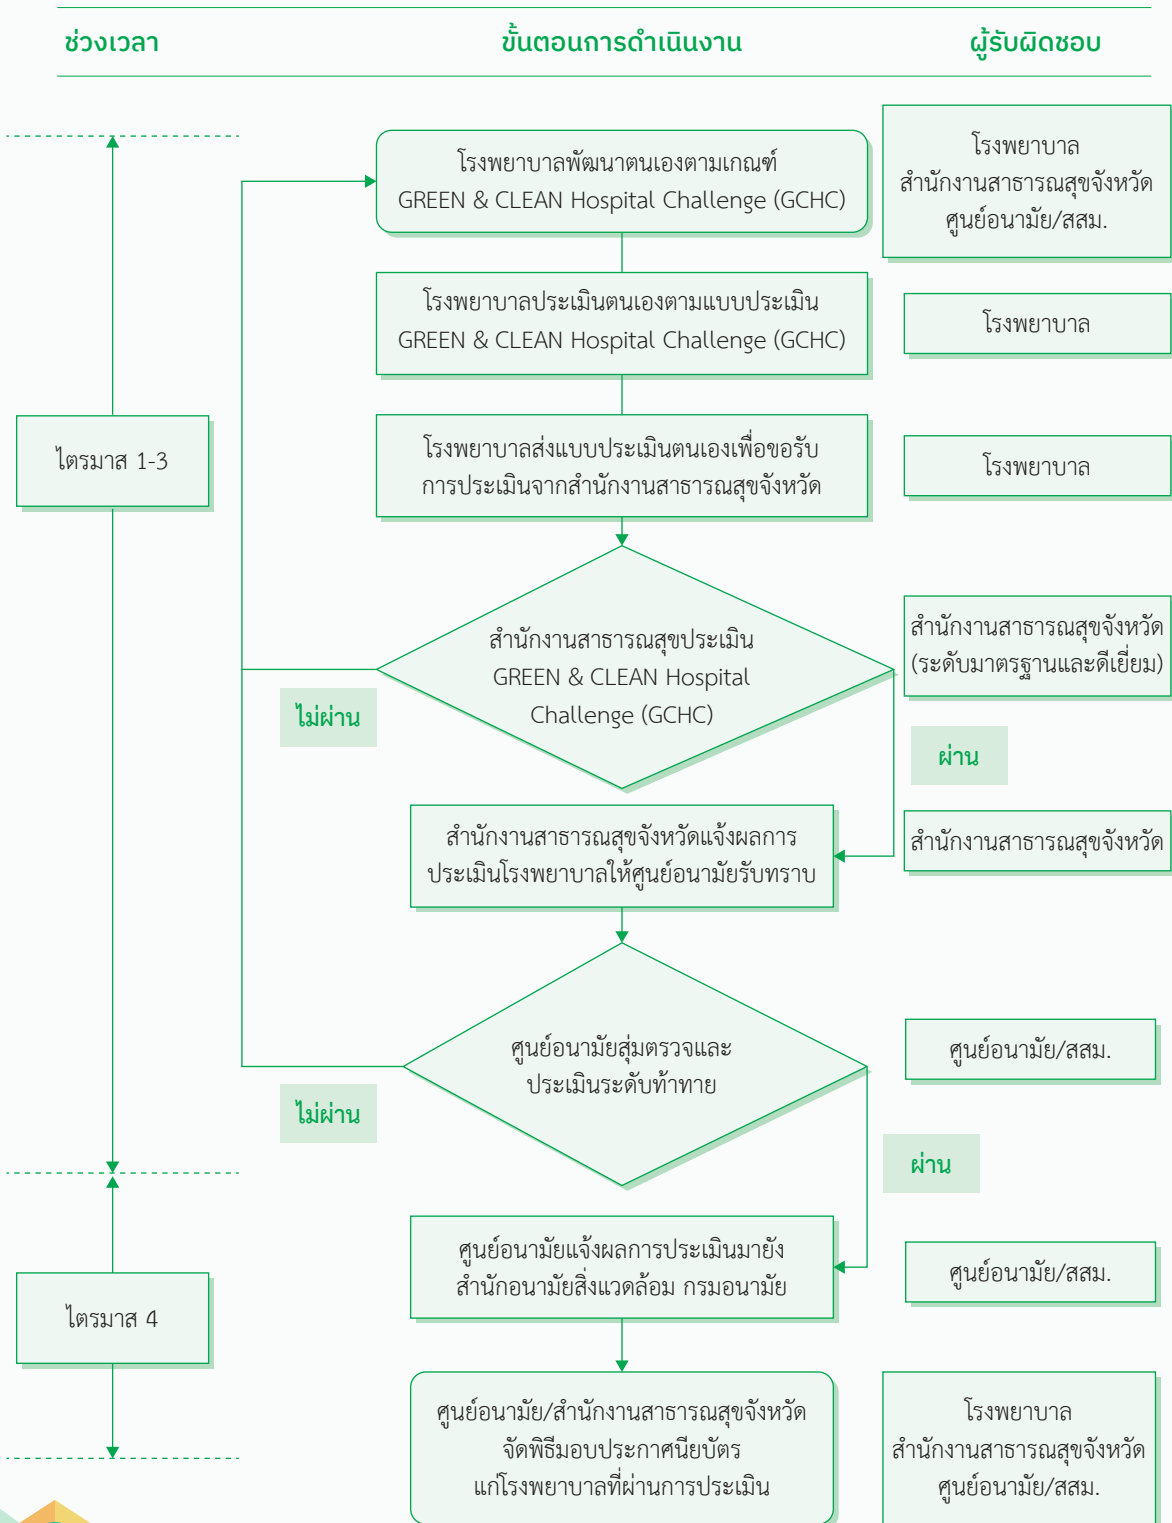 ช่วงเวลา
ขั้นตอนการดำเนินงาน
ผู้รับผิดชอบ
โรงพยาบาลพัฒนาตนเองตามเกณฑ์
GREEN & CLEAN Hospital Challenge (GCHC)
โรงพยาบาล
สำนักงานสาธารณสุขจังหวัด
ศูนย์อนามัย/สสม.
โรงพยาบาลประเมินตนเองตามแบบประเมิน
GREEN & CLEAN Hospital Challenge (GCHC)
โรงพยาบาล
ไตรมาส 1-3
โรงพยาบาลส่งแบบประเมินตนเองเพื่อขอรับ
การประเมินจากสำนักงานสาธารณสุขจังหวัด
โรงพยาบาล
สำนักงานสาธารณสุขประเมิน
GREEN & CLEAN Hospital
Challenge (GCHC)
สำนักงานสาธารณสุขจังหวัด
(ระดับมาตรฐานและดีเยี่ยม)
ไม่ผ่าน
ผ่าน
สำนักงานสาธารณสุขจังหวัดแจ้งผลการ
ประเมินโรงพยาบาลให้ศูนย์อนามัยรับทราบ
สำนักงานสาธารณสุขจังหวัด
ศูนย์อนามัยสุ่มตรวจและ
ประเมินระดับท้าทาย
ศูนย์อนามัย/สสม.
ไม่ผ่าน
ผ่าน
ไตรมาส 4
ศูนย์อนามัยแจ้งผลการประเมินมายัง
สำนักอนามัยสิ่งแวดล้อม กรมอนามัย
ศูนย์อนามัย/สสม.
ศูนย์อนามัย/สำนักงานสาธารณสุขจังหวัด
จัดพิธีมอบประกาศนียบัตร
แก่โรงพยาบาลที่ผ่านการประเมิน
โรงพยาบาล
สำนักงานสาธารณสุขจังหวัด
ศูนย์อนามัย/สสม.